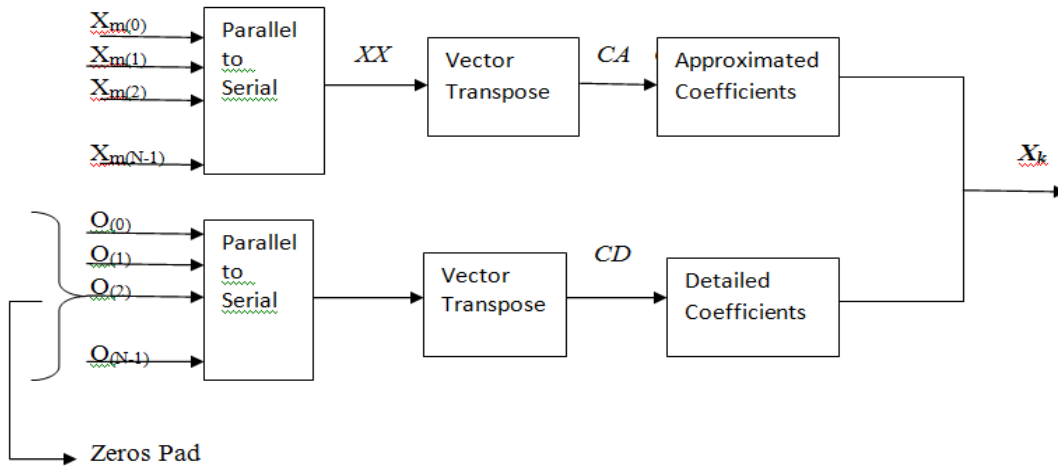 Xm(0)
Xm(1)
Xm(2)
Xm(N-1)
Parallel
to
Serial
XX
Vector
Transpose
CA
Approximated
Coefficients
Xk
O(0)
O(1)
O(2)
O(N-1)
Parallel
to
Serial
Vector
Transpose
CD
Detailed
Coefficients
Zeros Pad